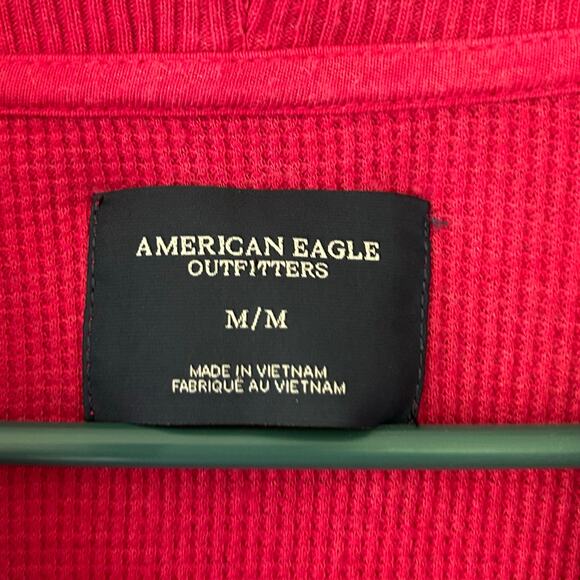 AMERICAN EAGLE
OUTFITTERS
M/M
MADE IN VIETNAM
FABRIQUÉ AU VIETNAM